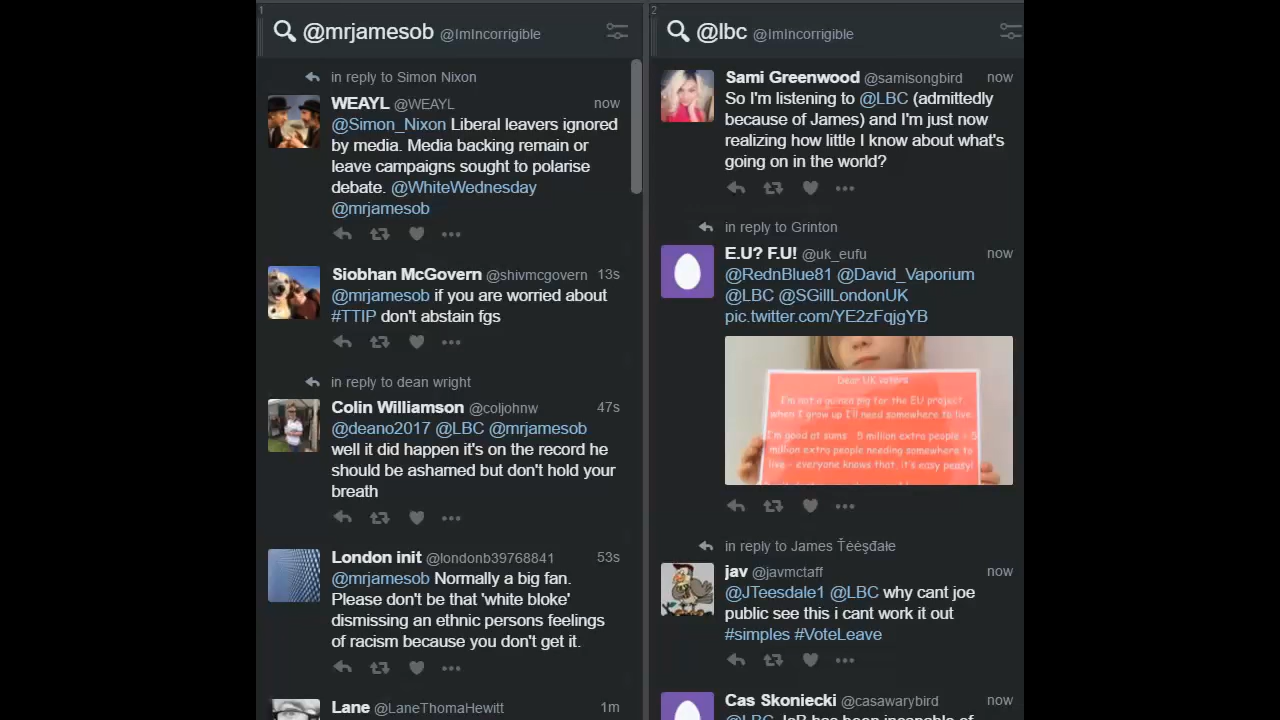 1
@mrjamesob @ImIncorrigible
in reply to Simon Nixon
WEAYL @WEAYL now
@Simon_Nixon Liberal leavers ignored
by media. Media backing remain or
leave campaigns sought to polarise
debate. @WhiteWednesday
@mrjamesob
Siobhan McGovern @shivmcgovern 13s
@mrjamesob if you are worried about
#TTIP don't abstain fgs
in reply to dean wright
Colin Williamson @coljohnw 47s
@deano2017 @LBC @mrjamesob
well it did happen it's on the record he
should be ashamed but don't hold your
breath
London init @londonb39768841 53s
@mrjamesob Normally a big fan.
Please don't be that 'white bloke'
dismissing an ethnic persons feelings
of racism because you don't get it.
Lane @LaneThomaHewitt 1m
2
@lbc @ImIncorrigible
Sami Greenwood @samisongbird now
So I'm listening to @LBC (admittedly
because of James) and I'm just now
realizing how little I know about what's
going on in the world?
in reply to Grinton
E.U? F.U! @uk_eufu now
@RednBlue81 @David_Vaporium
@LBC @SGillLondonUK
pic.twitter.com/YE2zFqjgYB
Dear UK voters
I'm not a guinea pig for the EU project,
when I grow up I'll need somewhere to live.
I'm good at sums 5 million extra people = 5
million extra people needing somewhere to
live - everyone knows that, it's easy peasy!
in reply to James Ťėėşđałe
jav @javmctaff now
@JTeesdale1 @LBC why cant joe
public see this i cant work it out
#simples #VoteLeave
Cas Skoniecki @casawarybird now
@LBC JoB has been incapable of